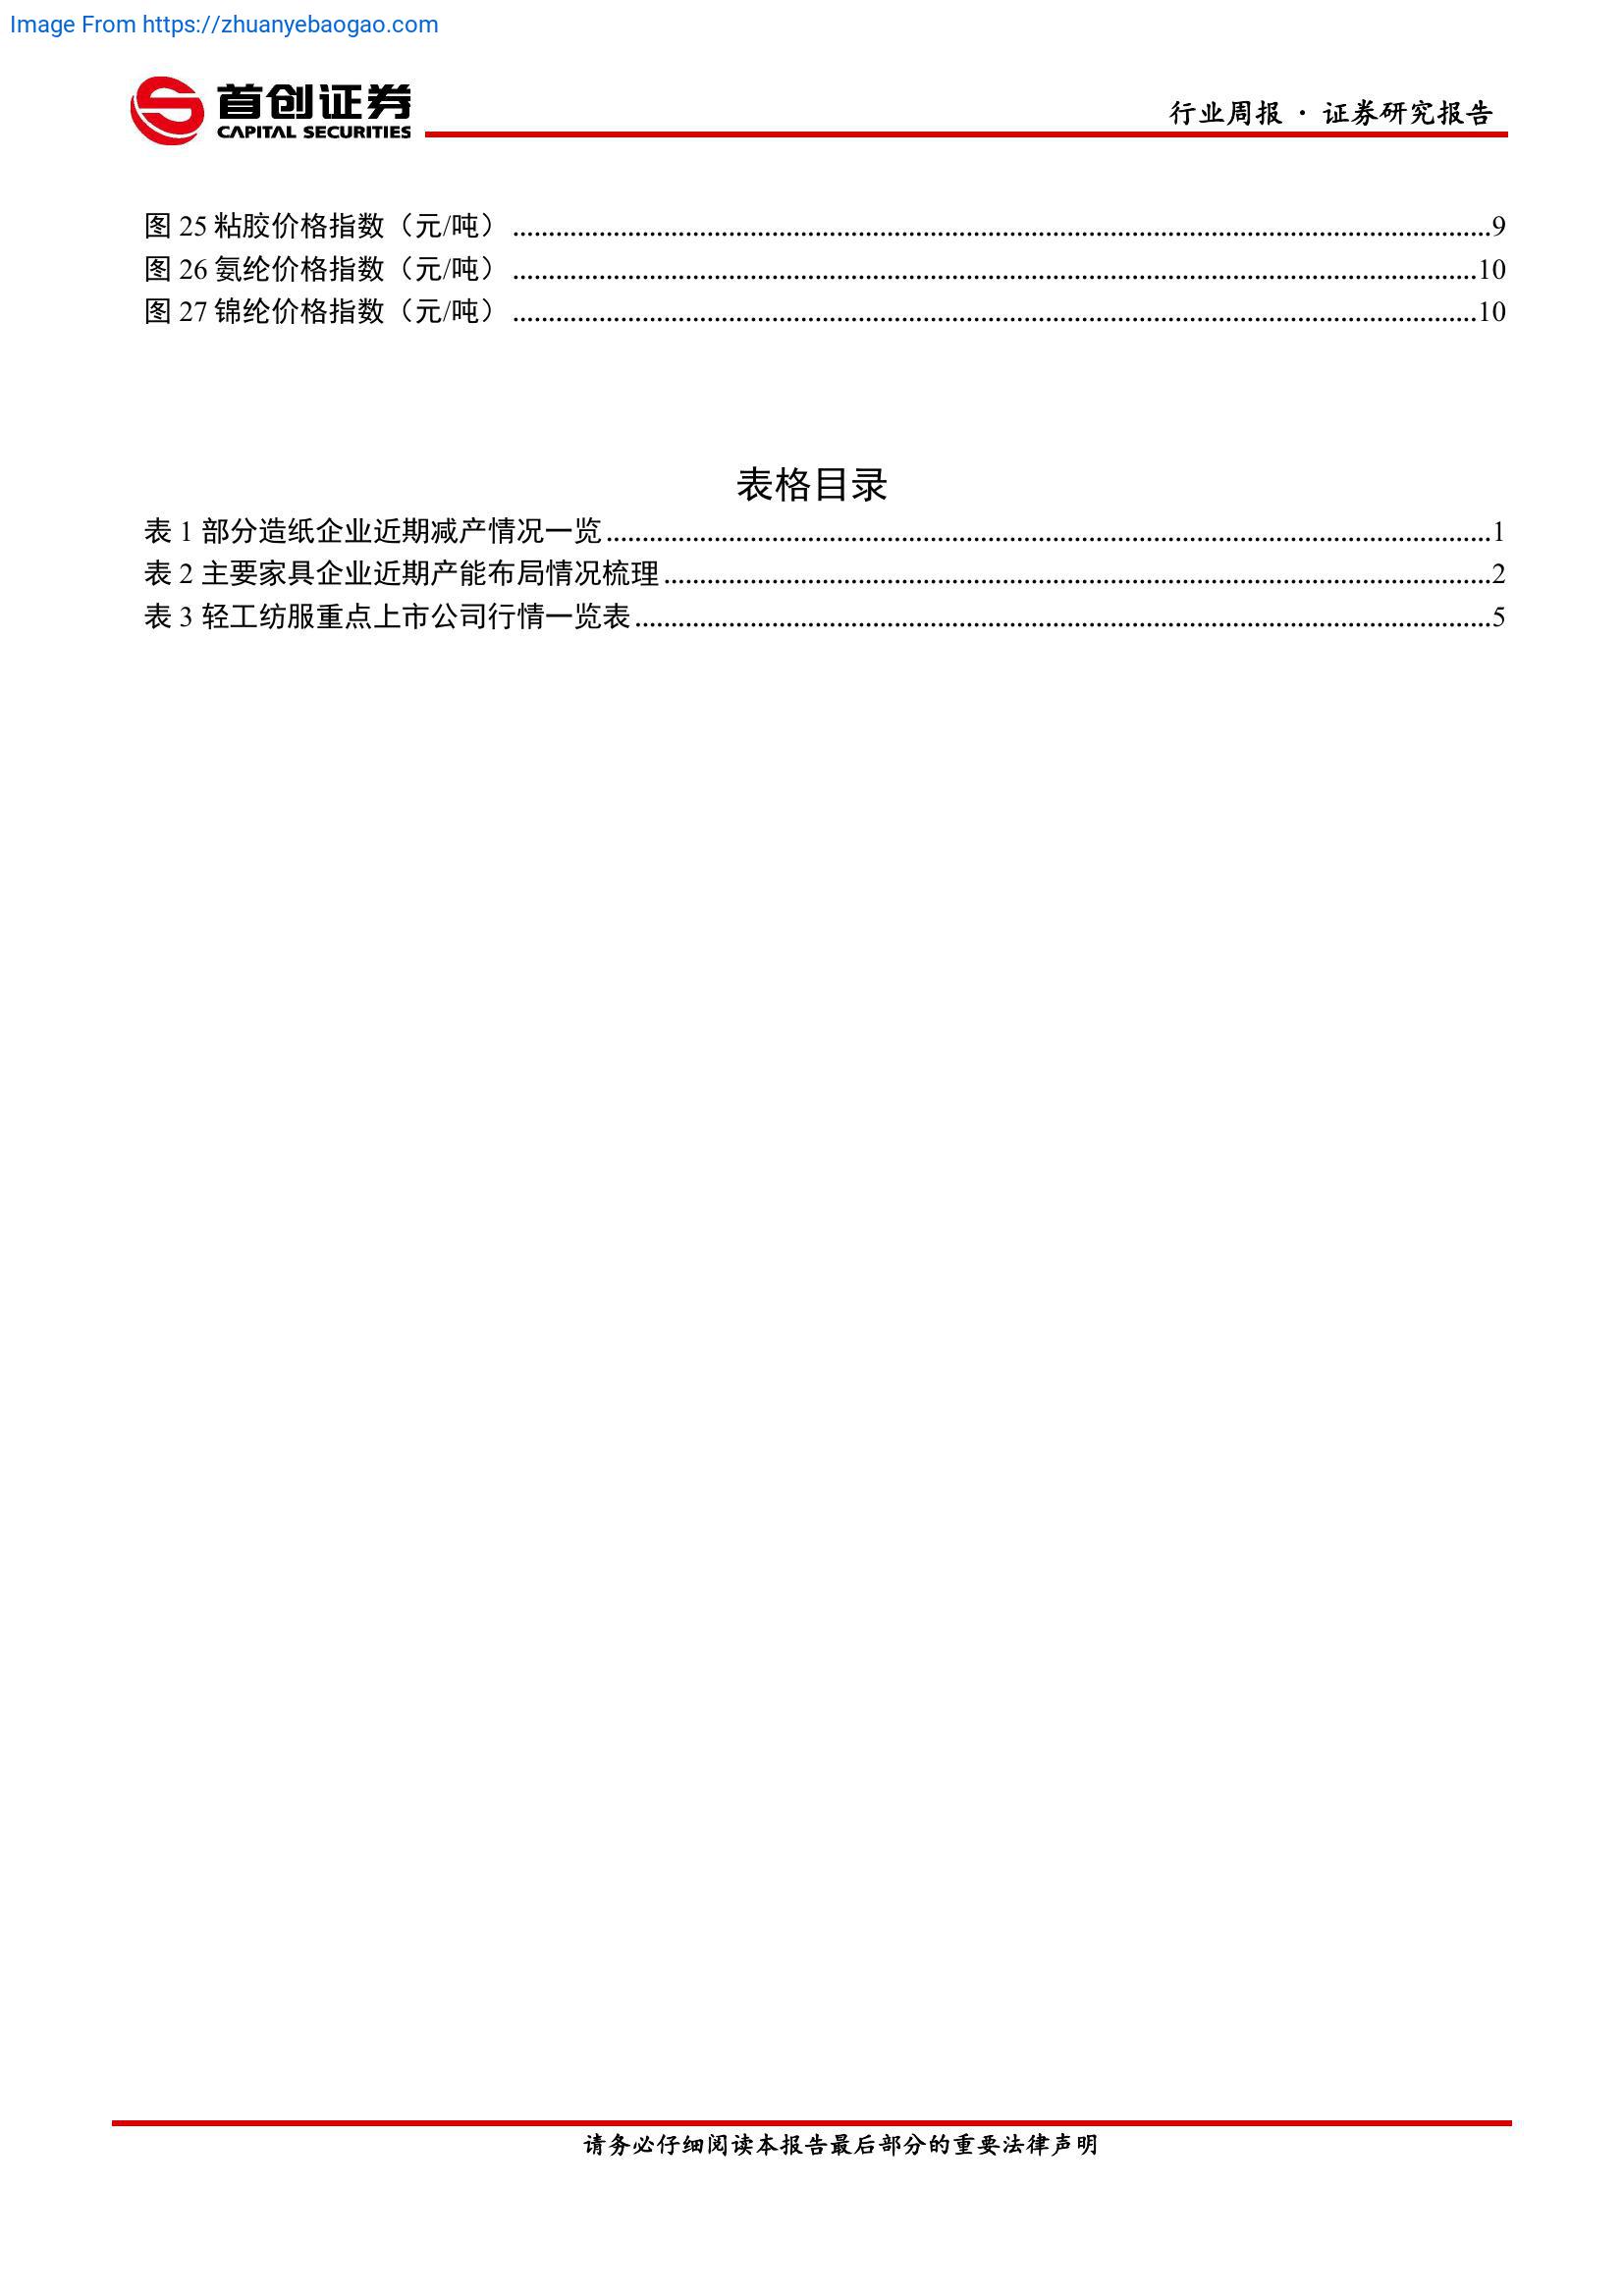 Image From https://zhuanyebaogao.com
首创证券
CAPITAL SECURITIES
行业周报 · 证券研究报告
图 25 粘胶价格指数（元/吨）9
图 26 氨纶价格指数（元/吨）10
图 27 锦纶价格指数（元/吨）10
表格目录
表 1 部分造纸企业近期减产情况一览1
表 2 主要家具企业近期产能布局情况梳理2
表 3 轻工纺服重点上市公司行情一览表5
请务必仔细阅读本报告最后部分的重要法律声明